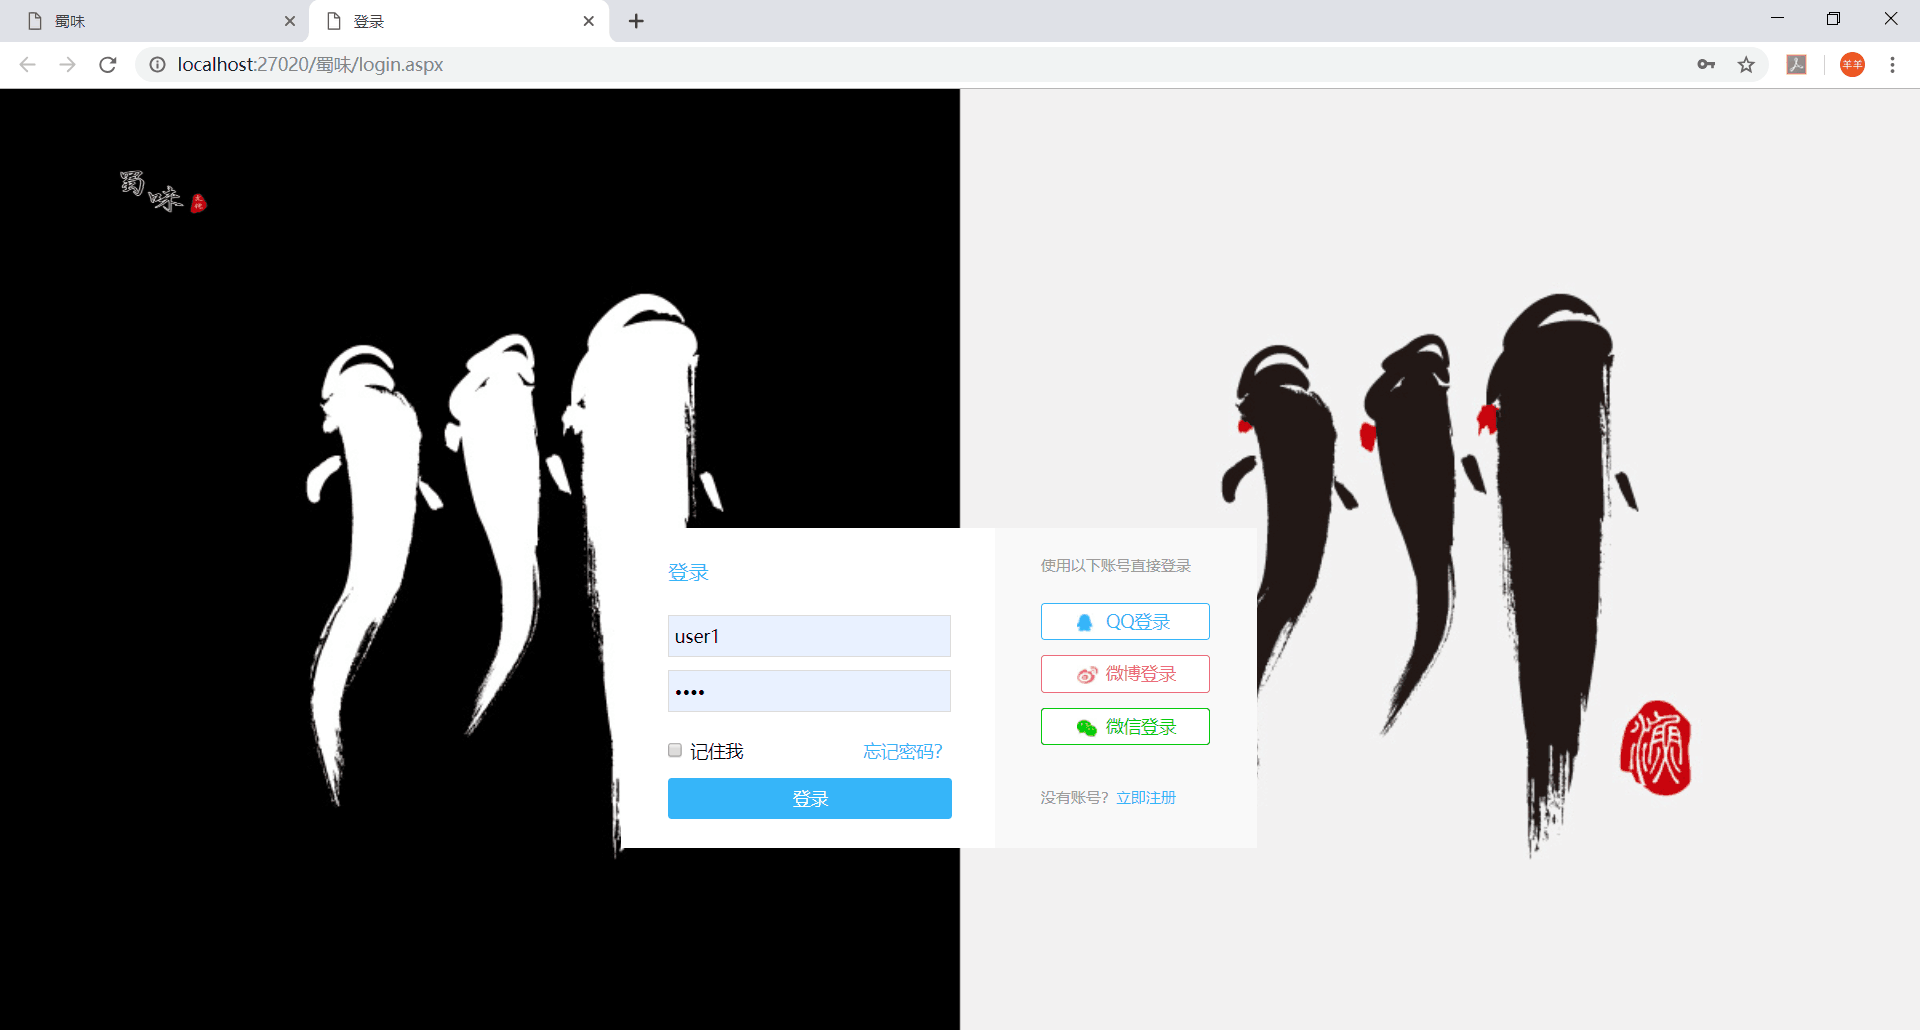 蜀味
登录
localhost:27020/蜀味/login.aspx
羊羊
蜀味
登录
user1
••••
记住我
忘记密码?
登录
使用以下账号直接登录
QQ登录
微博登录
微信登录
没有账号? 立即注册